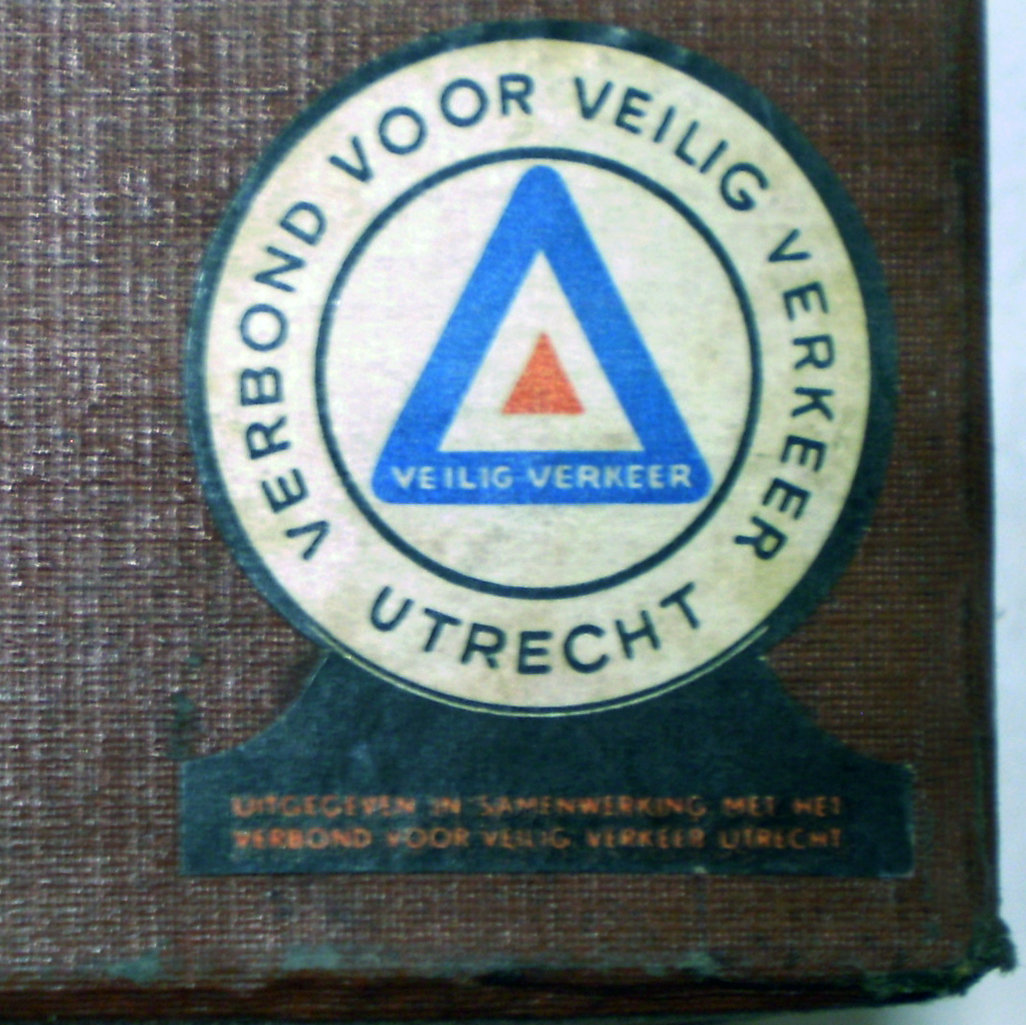 VERBOND VOOR VEILIG VERKEER
UTRECHT
VEILIG VERKEER
UITGEGEVEN IN SAMENWERKING MET HET
VERBOND VOOR VEILIG VERKEER UTRECHT